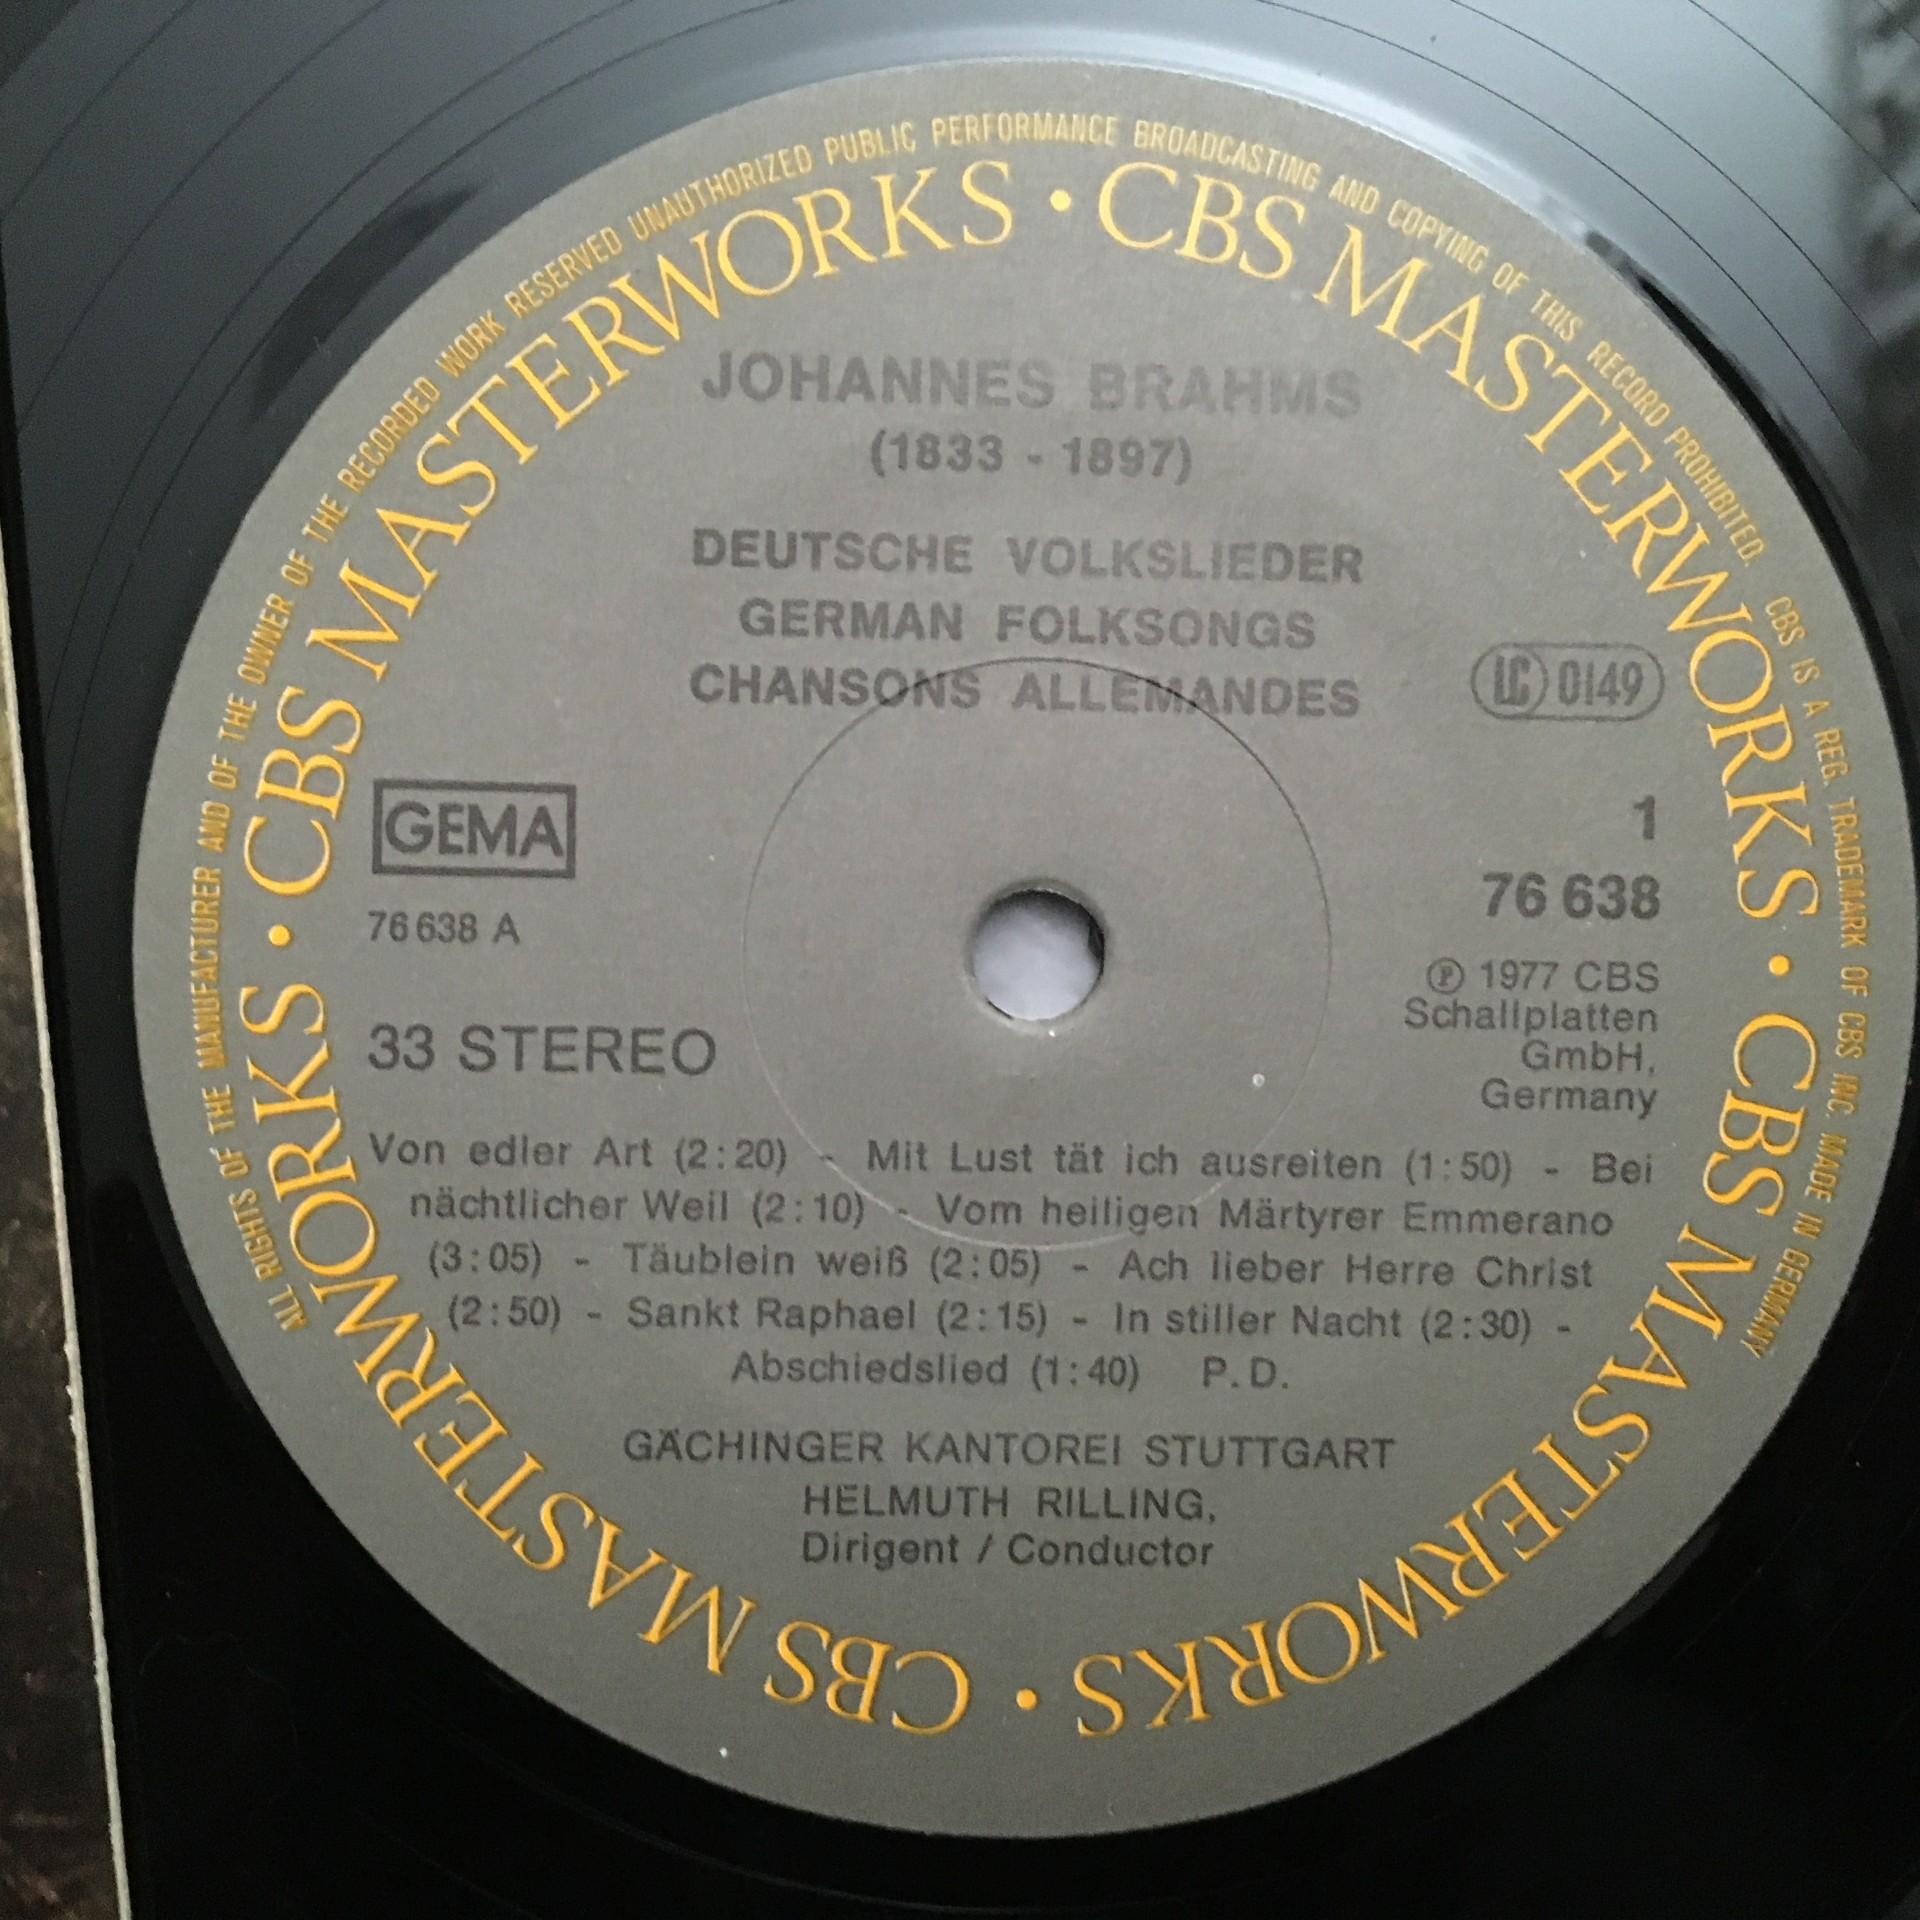 ALL RIGHTS OF THE MANUFACTURER AND OF THE OWNER OF THE RECORDED WORK RESERVED UNAUTHORIZED PUBLIC PERFORMANCE BROADCASTING AND COPYING OF THIS RECORD PROHIBITED. CBS IS A REG. TRADEMARK OF CBS INC. MADE IN GERMANY
CBS MASTERWORKS · CBS MASTERWORKS · CBS MASTERWORKS · CBS MASTERWORKS ·
JOHANNES BRAHMS
(1833 - 1897)
DEUTSCHE VOLKSLIEDER
GERMAN FOLKSONGS
CHANSONS ALLEMANDES
LC 0149
GEMA
76 638 A
33 STEREO
1
76 638
Ⓟ 1977 CBS
Schallplatten
GmbH,
Germany
Von edler Art (2:20) - Mit Lust tät ich ausreiten (1:50) - Bei
nächtlicher Weil (2:10) - Vom heiligen Märtyrer Emmerano
(3:05) - Täublein weiß (2:05) - Ach lieber Herre Christ
(2:50) - Sankt Raphael (2:15) - In stiller Nacht (2:30) -
Abschiedslied (1:40) P.D.
GÄCHINGER KANTOREI STUTTGART
HELMUTH RILLING,
Dirigent / Conductor